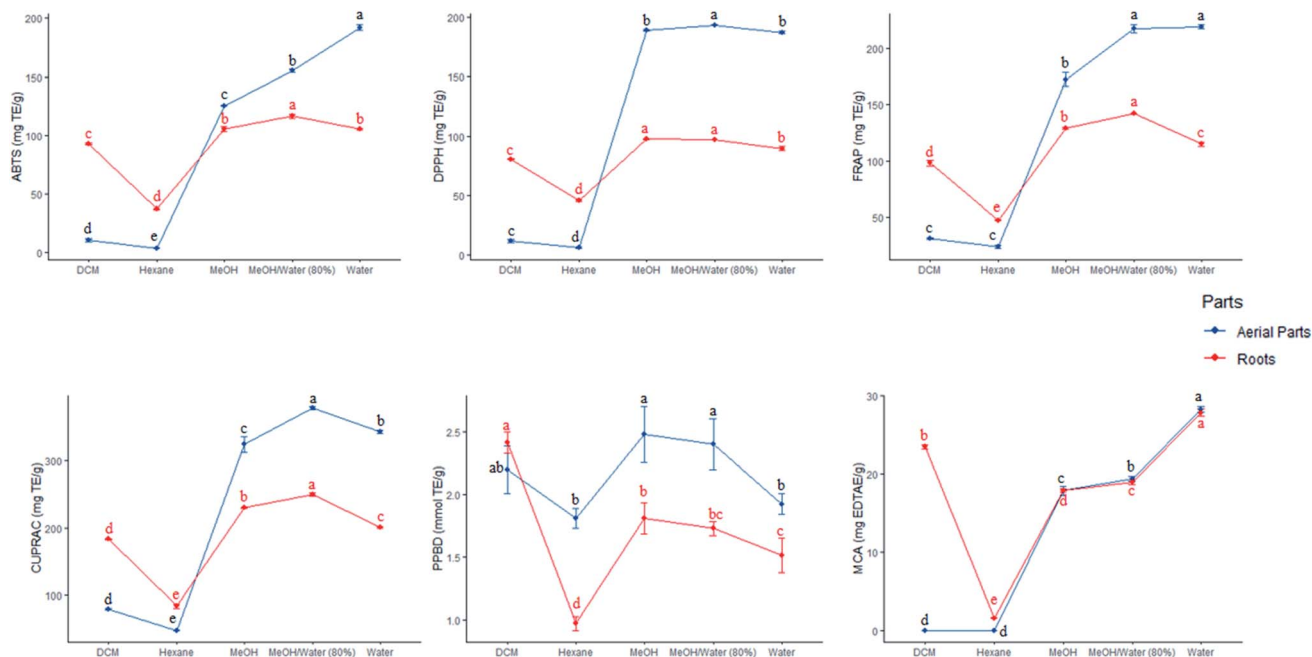 ABTS (mg TE/g)
200
150
100
50
0
c
d
d
e
c
b
b
a
a
DCM
Hexane
MeOH
MeOH/Water (80%)
Water
DPPH (mg TE/g)
200
150
100
50
0
c
c
d
d
b
a
a
a
b
b
DCM
Hexane
MeOH
MeOH/Water (80%)
Water
FRAP (mg TE/g)
200
150
100
50
d
c
e
c
b
a
a
a
c
DCM
Hexane
MeOH
MeOH/Water (80%)
Water
Parts
Aerial Parts
Roots
CUPRAC (mg TE/g)
300
200
100
d
d
e
e
c
b
a
a
b
c
DCM
Hexane
MeOH
MeOH/Water (80%)
Water
PPBD (mmol TE/g)
2.5
2.0
1.5
1.0
a
ab
b
d
a
b
a
bc
b
c
DCM
Hexane
MeOH
MeOH/Water (80%)
Water
MCA (mg EDTAE/g)
30
20
10
0
b
d
e
d
c
d
b
c
a
a
DCM
Hexane
MeOH
MeOH/Water (80%)
Water